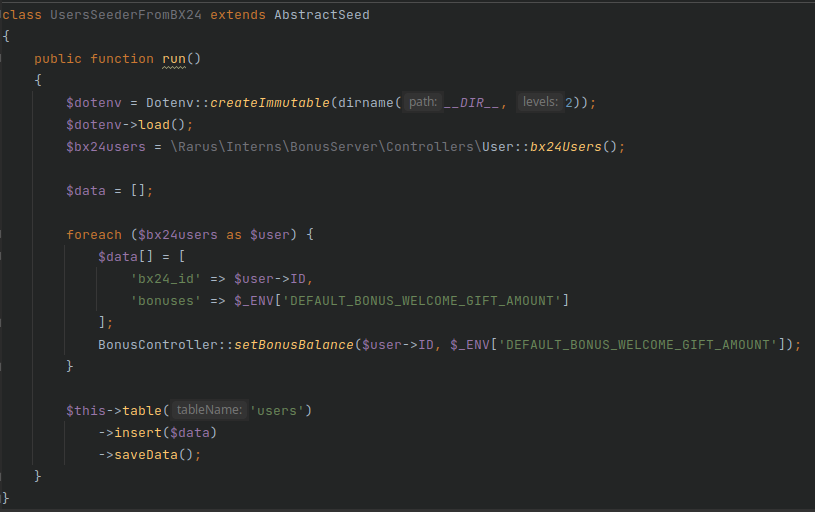 class UsersSeederFromBX24 extends AbstractSeed
{
    public function run()
    {
        $dotenv = Dotenv::createImmutable(dirname( path: __DIR__, levels: 2));
        $dotenv->load();
        $bx24users = \Rarus\Interns\BonusServer\Controllers\User::bx24Users();

        $data = [];

        foreach ($bx24users as $user) {
            $data[] = [
                'bx24_id' => $user->ID,
                'bonuses' => $_ENV['DEFAULT_BONUS_WELCOME_GIFT_AMOUNT']
            ];
            BonusController::setBonusBalance($user->ID, $_ENV['DEFAULT_BONUS_WELCOME_GIFT_AMOUNT']);
        }

        $this->table( tableName: 'users')
            ->insert($data)
            ->saveData();
    }
}